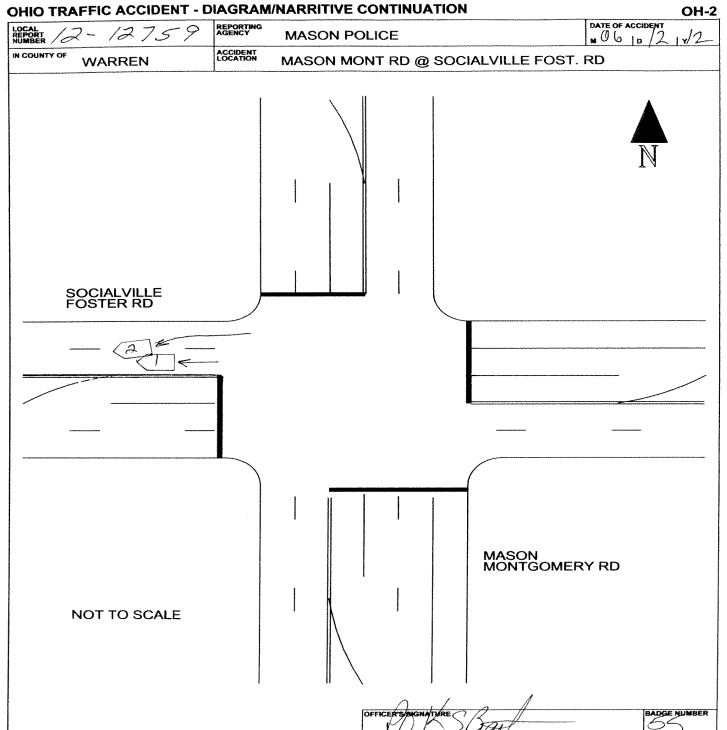 OHIO TRAFFIC ACCIDENT - DIAGRAM/NARRITIVE CONTINUATION OH-2
LOCAL REPORT NUMBER 12-12759 REPORTING AGENCY MASON POLICE DATE OF ACCIDENT M 06 D 12 Y 12
IN COUNTY OF WARREN ACCIDENT LOCATION MASON MONT RD @ SOCIALVILLE FOST. RD
N
SOCIALVILLE
FOSTER RD
2
1
MASON
MONTGOMERY RD
NOT TO SCALE
OFFICER'S SIGNATURE BADGE NUMBER
55